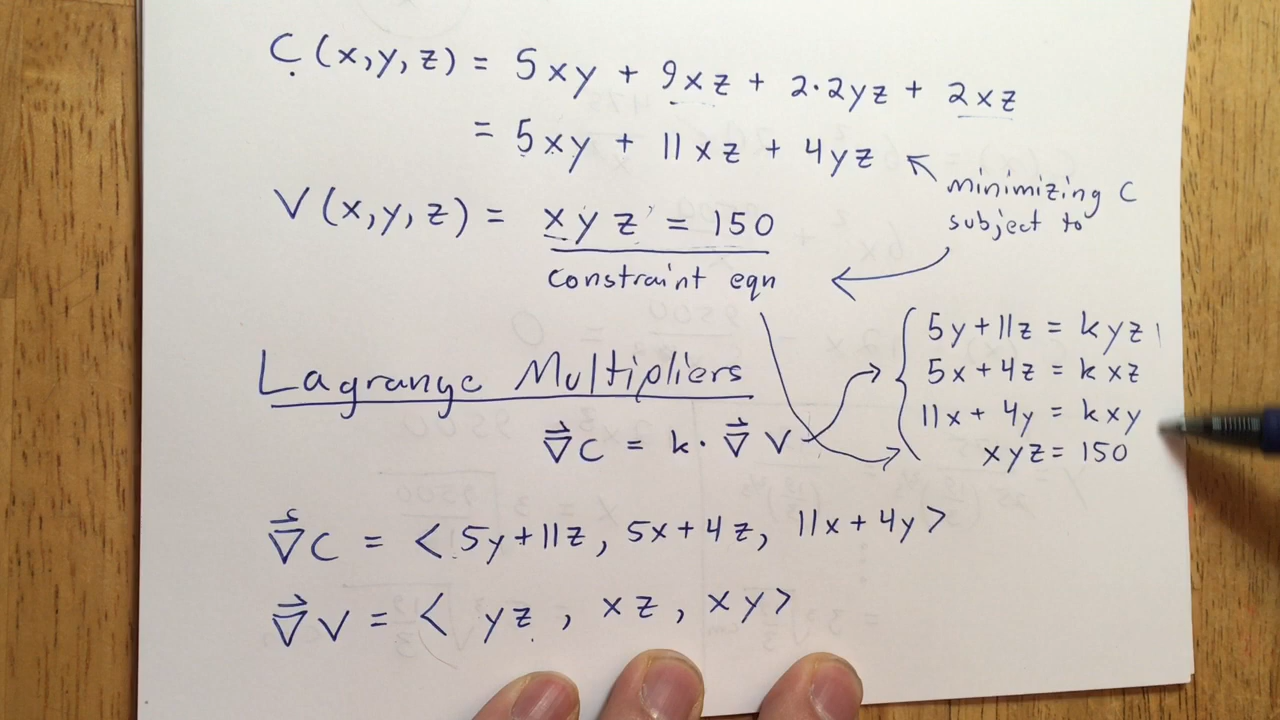 C(x,y,z) = 5xy + 9xz + 2·2yz + 2xz
= 5xy + 11xz + 4yz
minimizing C
subject to
V(x,y,z) = xyz = 150
constraint eqn
5y+11z = kyz
5x+4z = kxz
11x+4y = kxy
xyz = 150
Lagrange Multipliers
∇⃗C = k·∇⃗V
∇⃗C = <5y+11z, 5x+4z, 11x+4y>
∇⃗V = <yz, xz, xy>